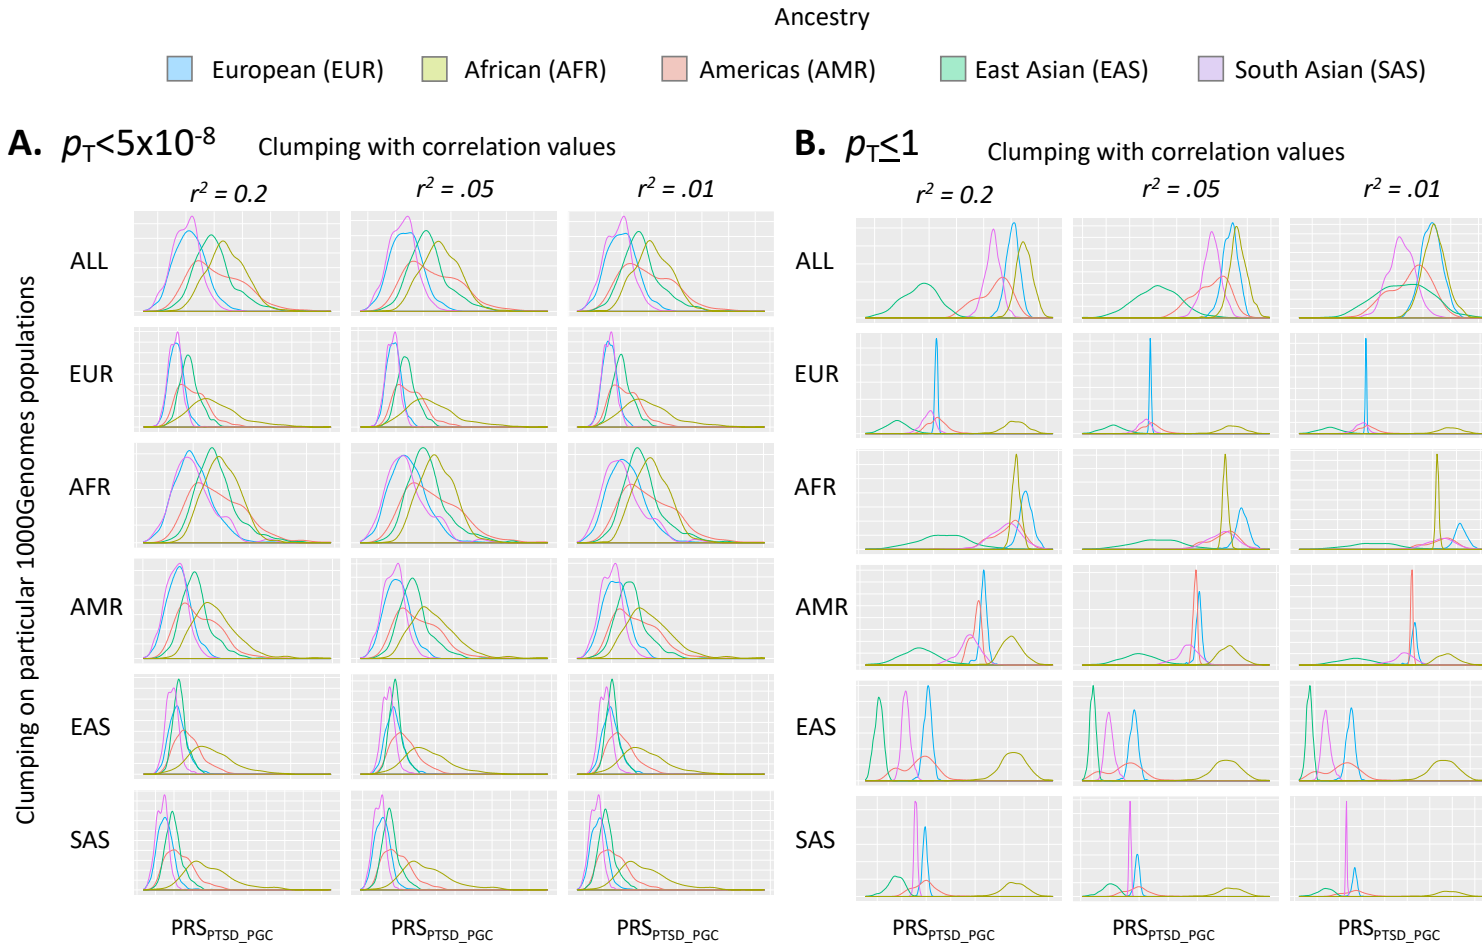 Ancestry
European (EUR) African (AFR) Americas (AMR) East Asian (EAS) South Asian (SAS)
A. pT<5x10-8 Clumping with correlation values
r2 = 0.2 r2 = .05 r2 = .01
B. pT≤1 Clumping with correlation values
r2 = 0.2 r2 = .05 r2 = .01
Clumping on particular 1000Genomes populations
ALL
EUR
AFR
AMR
EAS
SAS
PRSPTSD_PGC PRSPTSD_PGC PRSPTSD_PGC
ALL
EUR
AFR
AMR
EAS
SAS
PRSPTSD_PGC PRSPTSD_PGC PRSPTSD_PGC